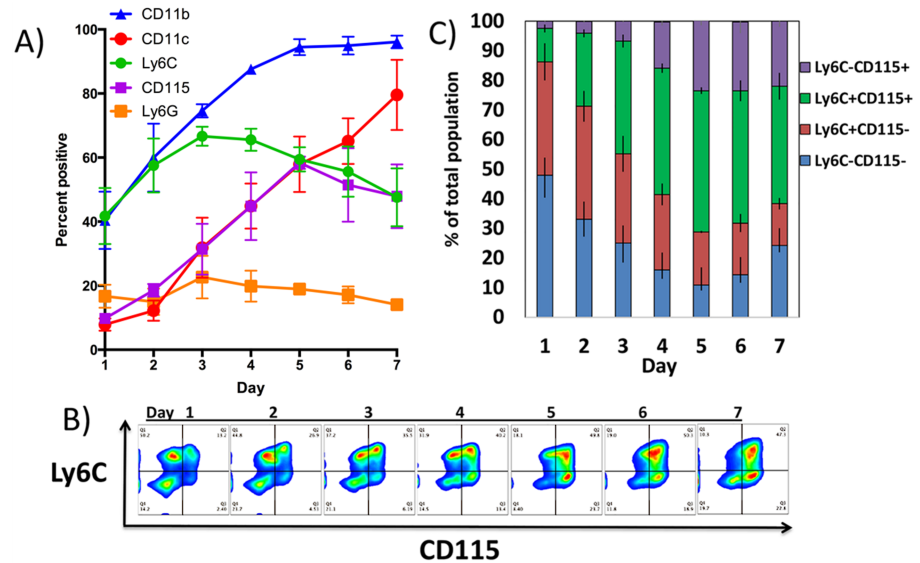 A)
CD11b
CD11c
Ly6C
CD115
Ly6G
100
80
60
40
20
0
Percent positive
1 2 3 4 5 6 7
Day
C)
100
90
80
70
60
50
40
30
20
10
0
% of total population
1 2 3 4 5 6 7
Day
Ly6C-CD115+
Ly6C+CD115+
Ly6C+CD115-
Ly6C-CD115-
B)
Day 1 2 3 4 5 6 7
Ly6C
CD115